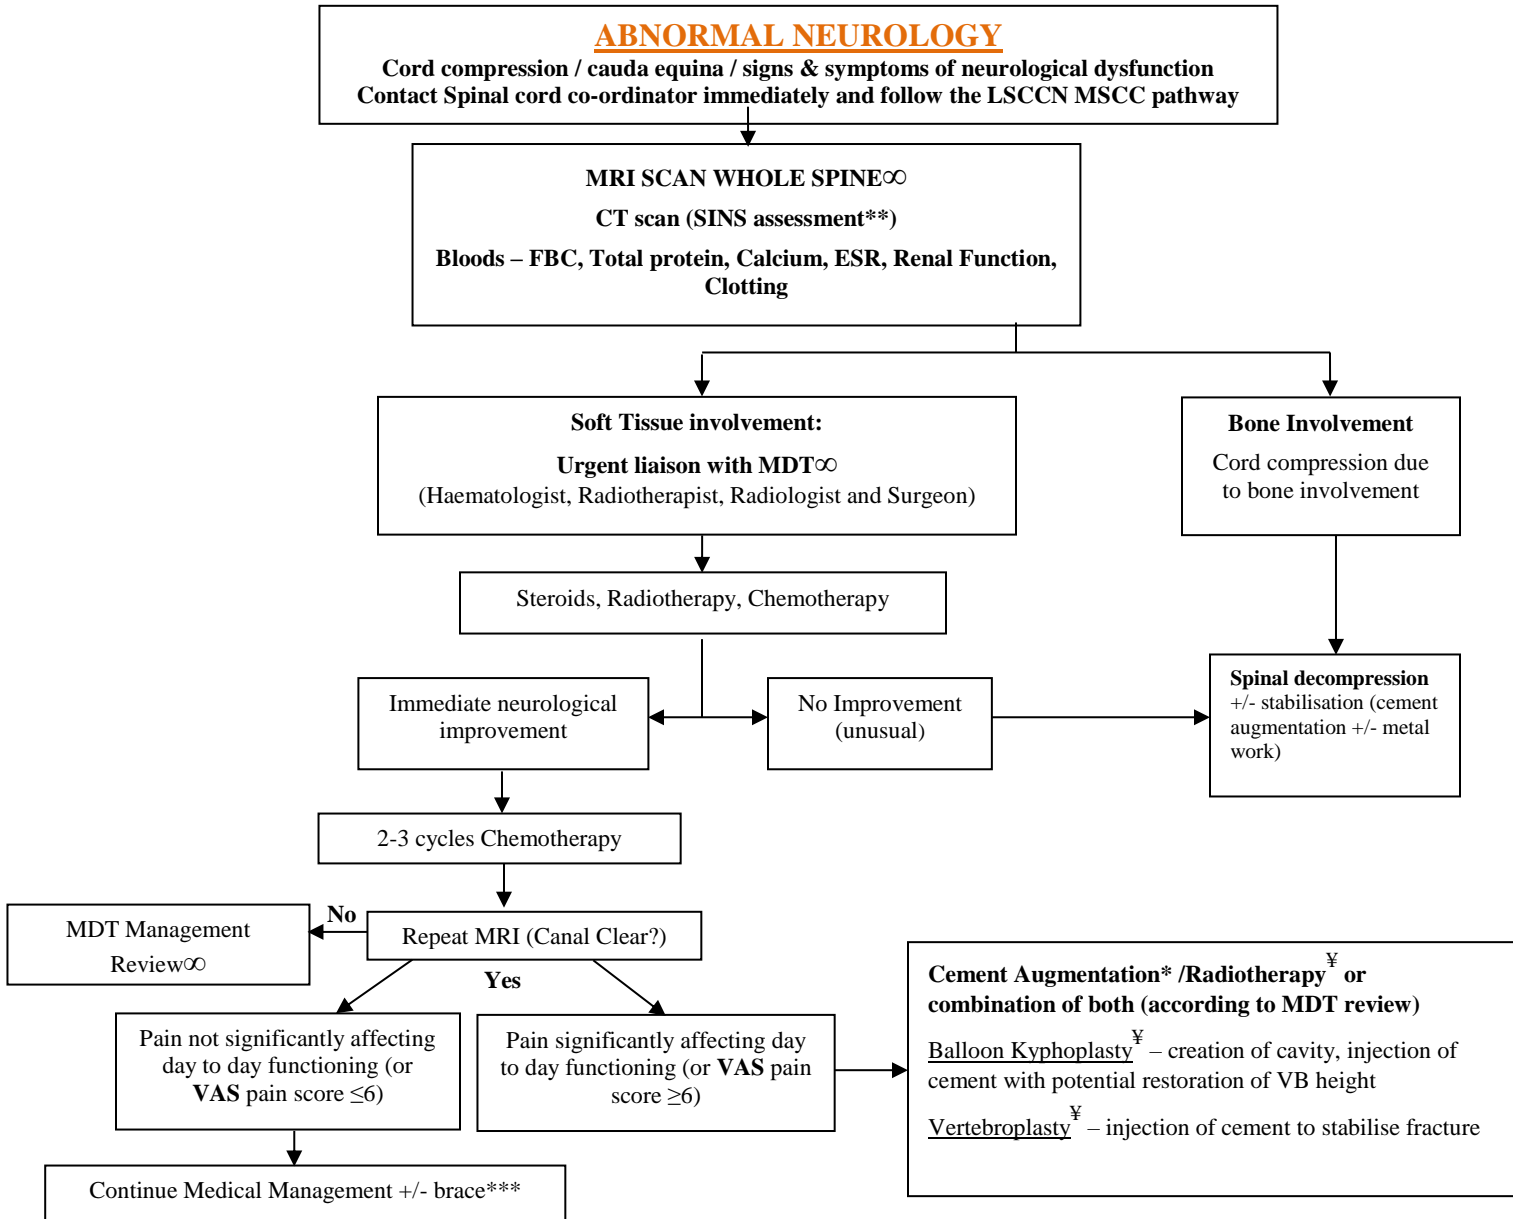 ABNORMAL NEUROLOGY
Cord compression / cauda equina / signs & symptoms of neurological dysfunction
Contact Spinal cord co-ordinator immediately and follow the LSCCN MSCC pathway
MRI SCAN WHOLE SPINE∞
CT scan (SINS assessment**)
Bloods – FBC, Total protein, Calcium, ESR, Renal Function,
Clotting
Soft Tissue involvement:
Urgent liaison with MDT∞
(Haematologist, Radiotherapist, Radiologist and Surgeon)
Bone Involvement
Cord compression due
to bone involvement
Steroids, Radiotherapy, Chemotherapy
Immediate neurological
improvement
No Improvement
(unusual)
Spinal decompression
+/- stabilisation (cement
augmentation +/- metal
work)
2-3 cycles Chemotherapy
No
MDT Management
Review∞
Repeat MRI (Canal Clear?)
Yes
Pain not significantly affecting
day to day functioning (or
VAS pain score ≤6)
Pain significantly affecting day
to day functioning (or VAS pain
score ≥6)
Cement Augmentation* /Radiotherapy¥ or
combination of both (according to MDT review)
Balloon Kyphoplasty¥ – creation of cavity, injection of
cement with potential restoration of VB height
Vertebroplasty¥ – injection of cement to stabilise fracture
Continue Medical Management +/- brace***